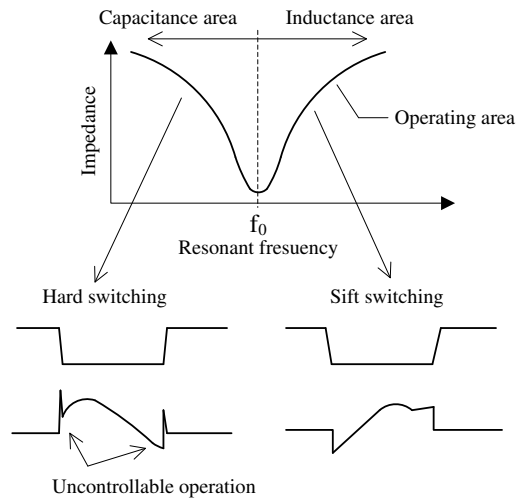 Capacitance area
Inductance area
Impedance
Operating area
f0
Resonant fresuency
Hard switching
Sift switching
Uncontrollable operation